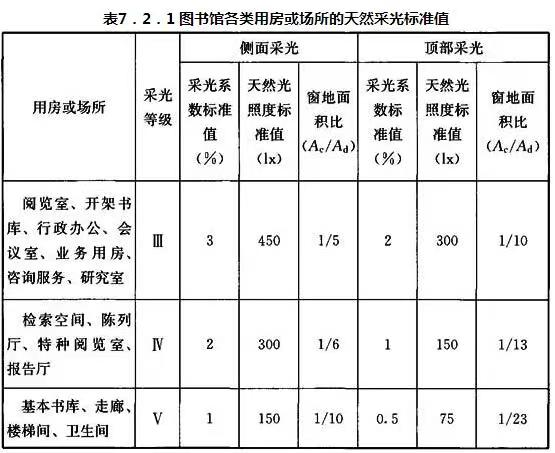 表7．2．1图书馆各类用房或场所的天然采光标准值
用房或场所 采光等级 侧面采光 顶部采光
采光系数标准值(%) 天然光照度标准值(lx) 窗地面积比(Ac/Ad) 采光系数标准值(%) 天然光照度标准值(lx) 窗地面积比(Ac/Ad)
阅览室、开架书
库、行政办公、会
议室、业务用房、
咨询服务、研究室
Ⅲ 3 450 1/5 2 300 1/10
检索空间、陈列
厅、特种阅览室、
报告厅
Ⅳ 2 300 1/6 1 150 1/13
基本书库、走廊、
楼梯间、卫生间
Ⅴ 1 150 1/10 0.5 75 1/23